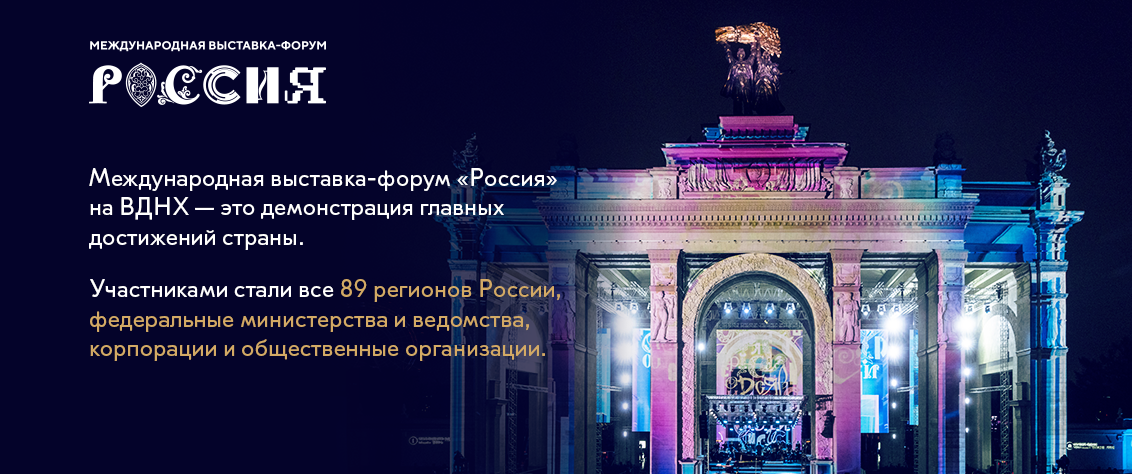 МЕЖДУНАРОДНАЯ ВЫСТАВКА-ФОРУМ
РОССИЯ
Международная выставка-форум «Россия»
на ВДНХ — это демонстрация главных
достижений страны.
Участниками стали все 89 регионов России,
федеральные министерства и ведомства,
корпорации и общественные организации.